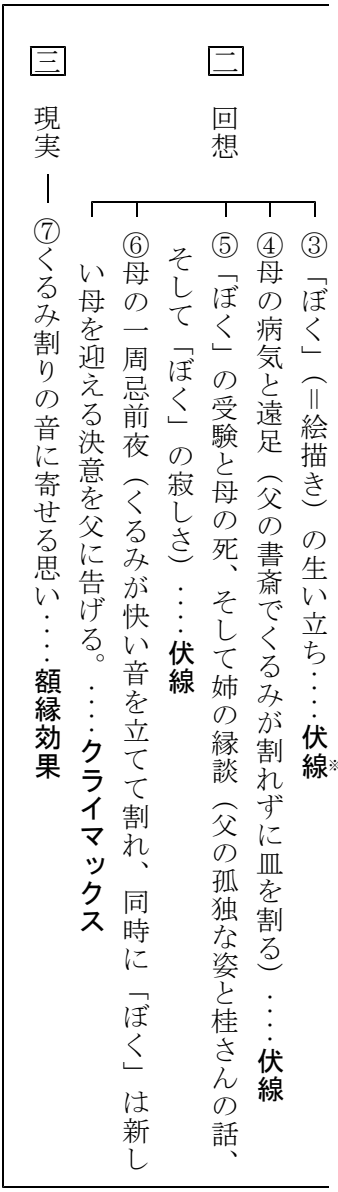 ③「ぼく」(=絵描き)の生い立ち‥‥伏線※
二 回想
④母の病気と遠足(父の書斎でくるみが割れずに皿を割る)‥‥伏線
⑤「ぼく」の受験と母の死、そして姉の縁談(父の孤独な姿と桂さんの話、
そして「ぼく」の寂しさ)‥‥伏線
⑥母の一周忌前夜(くるみが快い音を立てて割れ、同時に「ぼく」は新し
い母を迎える決意を父に告げる。‥‥クライマックス
三 現実 ― ⑦くるみ割りの音に寄せる思い‥‥額縁効果